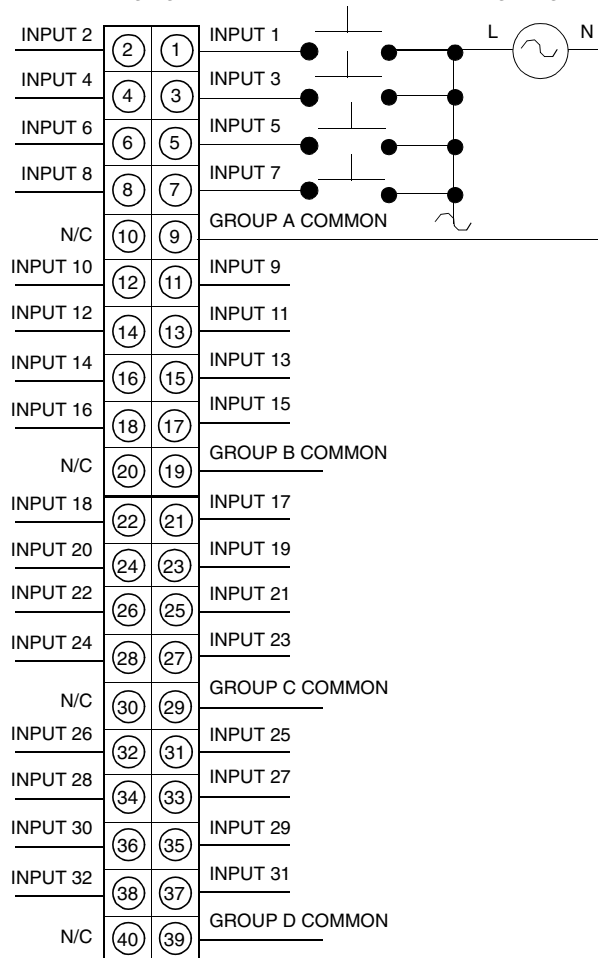 INPUT 2 2 1 INPUT 1 L N
INPUT 4 4 3 INPUT 3
INPUT 6 6 5 INPUT 5
INPUT 8 8 7 INPUT 7
N/C 10 9 GROUP A COMMON
INPUT 10 12 11 INPUT 9
INPUT 12 14 13 INPUT 11
INPUT 14 16 15 INPUT 13
INPUT 16 18 17 INPUT 15
N/C 20 19 GROUP B COMMON
INPUT 18 22 21 INPUT 17
INPUT 20 24 23 INPUT 19
INPUT 22 26 25 INPUT 21
INPUT 24 28 27 INPUT 23
N/C 30 29 GROUP C COMMON
INPUT 26 32 31 INPUT 25
INPUT 28 34 33 INPUT 27
INPUT 30 36 35 INPUT 29
INPUT 32 38 37 INPUT 31
N/C 40 39 GROUP D COMMON